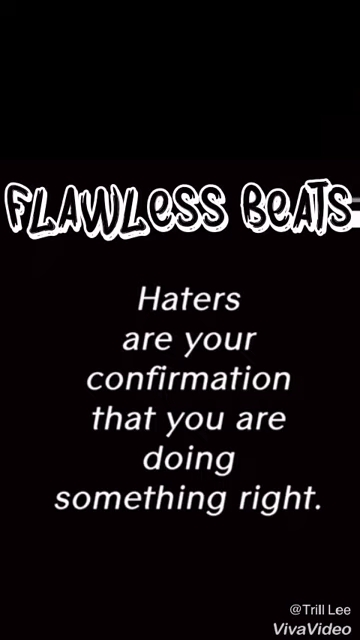 FLAWLESS BEATS
Haters
are your
confirmation
that you are
doing
something right.
@Trill Lee
VivaVideo